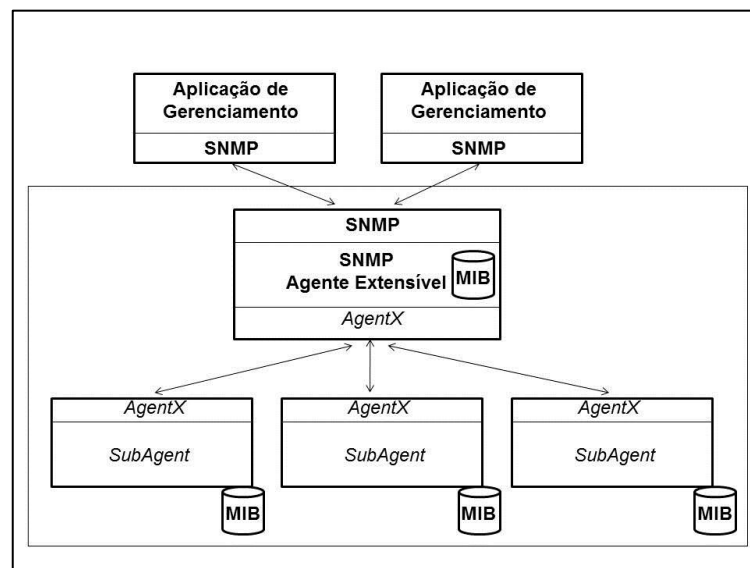 Aplicação de
Gerenciamento
SNMP
Aplicação de
Gerenciamento
SNMP
SNMP
SNMP
Agente Extensível
MIB
AgentX
AgentX
SubAgent
MIB
AgentX
SubAgent
MIB
AgentX
SubAgent
MIB